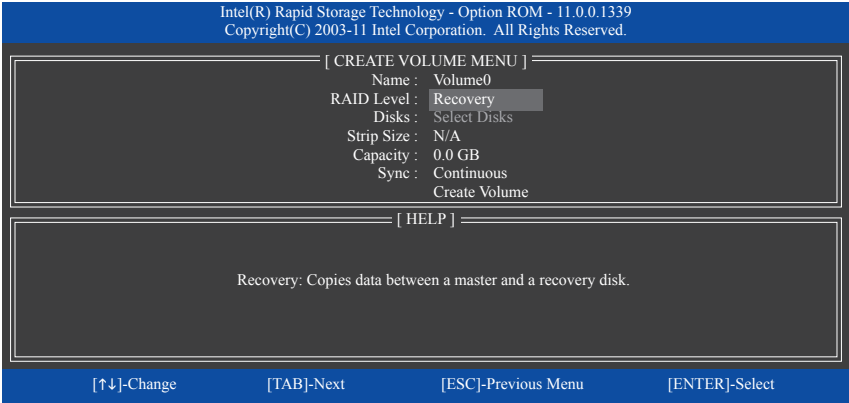 Intel(R) Rapid Storage Technology - Option ROM - 11.0.0.1339
Copyright(C) 2003-11 Intel Corporation. All Rights Reserved.
[ CREATE VOLUME MENU ]
Name : Volume0
RAID Level : Recovery
Disks : Select Disks
Strip Size : N/A
Capacity : 0.0 GB
Sync : Continuous
Create Volume
[ HELP ]
Recovery: Copies data between a master and a recovery disk.
[↑↓]-Change [TAB]-Next [ESC]-Previous Menu [ENTER]-Select